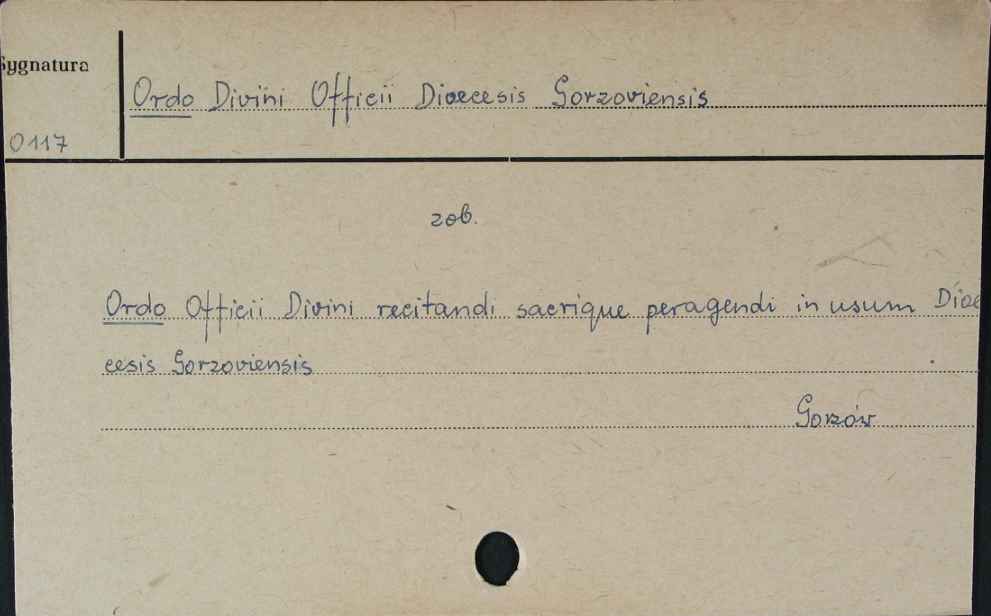 Sygnatura
Ordo Divini Officii Dioecesis Gorzoviensis
0117
zob.
Ordo Officii Divini recitandi sacrique peragendi in usum Dioe
cesis Gorzoviensis
Gorzów